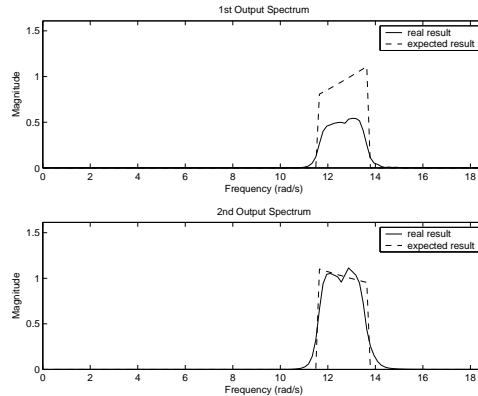 1st Output Spectrum
real result
expected result
Magnitude
1.5
1
0.5
0
0 2 4 6 8 10 12 14 16 18
Frequency (rad/s)
2nd Output Spectrum
real result
expected result
Magnitude
1.5
1
0.5
0
0 2 4 6 8 10 12 14 16 18
Frequency (rad/s)